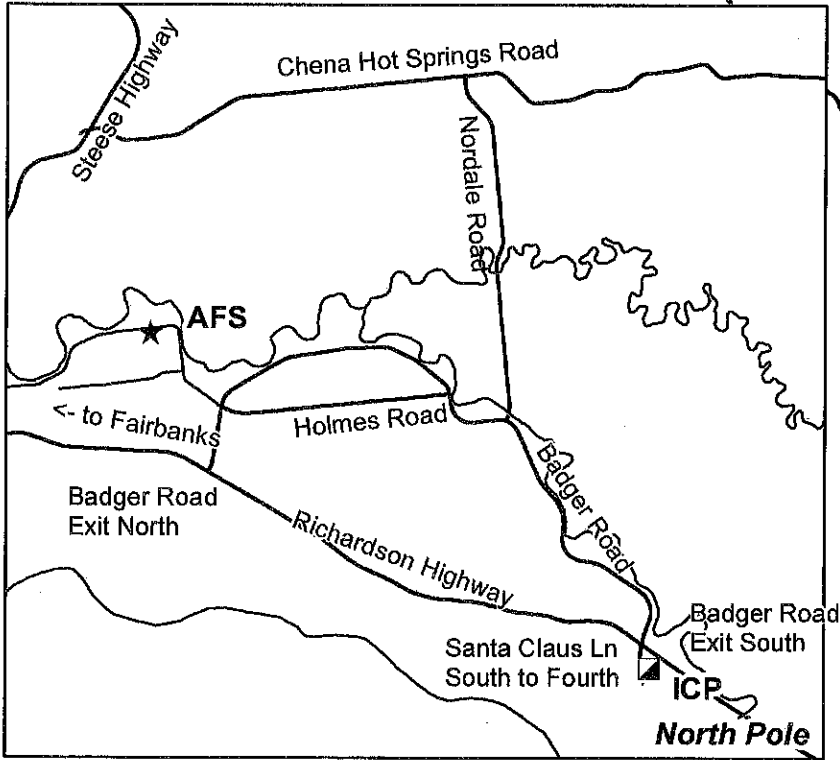 Chena Hot Springs Road
Steese Highway
Nordale Road
AFS
<- to Fairbanks
Holmes Road
Badger Road
Exit North
Richardson Highway
Badger Road
Badger Road
Exit South
Santa Claus Ln
South to Fourth
ICP
North Pole